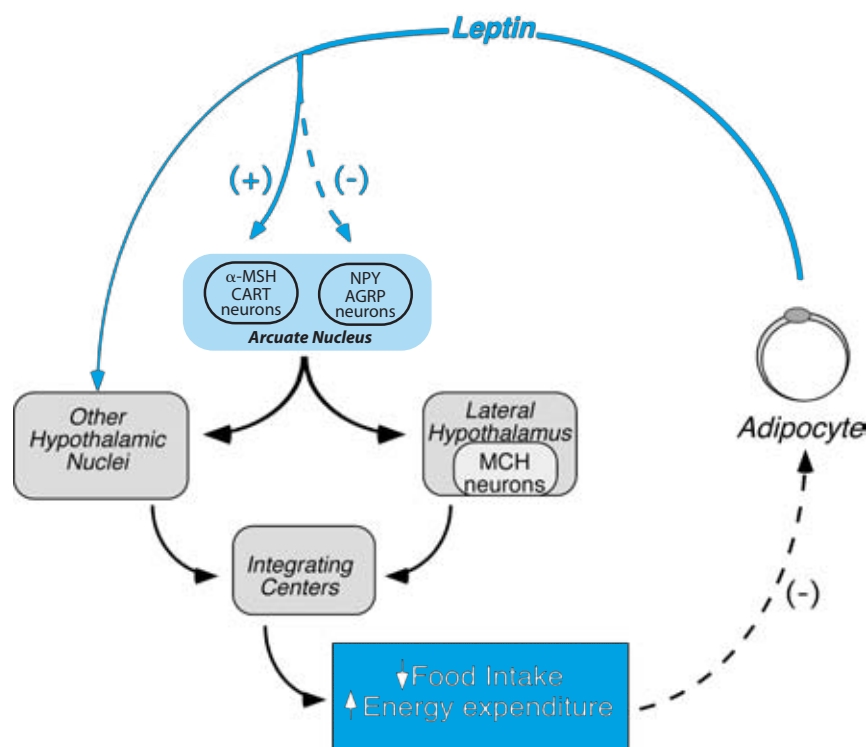 Leptin
(+)
(-)
α-MSH
CART
neurons
NPY
AGRP
neurons
Arcuate Nucleus
Other
Hypothalamic
Nuclei
Lateral
Hypothalamus
MCH
neurons
Adipocyte
Integrating
Centers
(-)
↓Food Intake
↑Energy expenditure